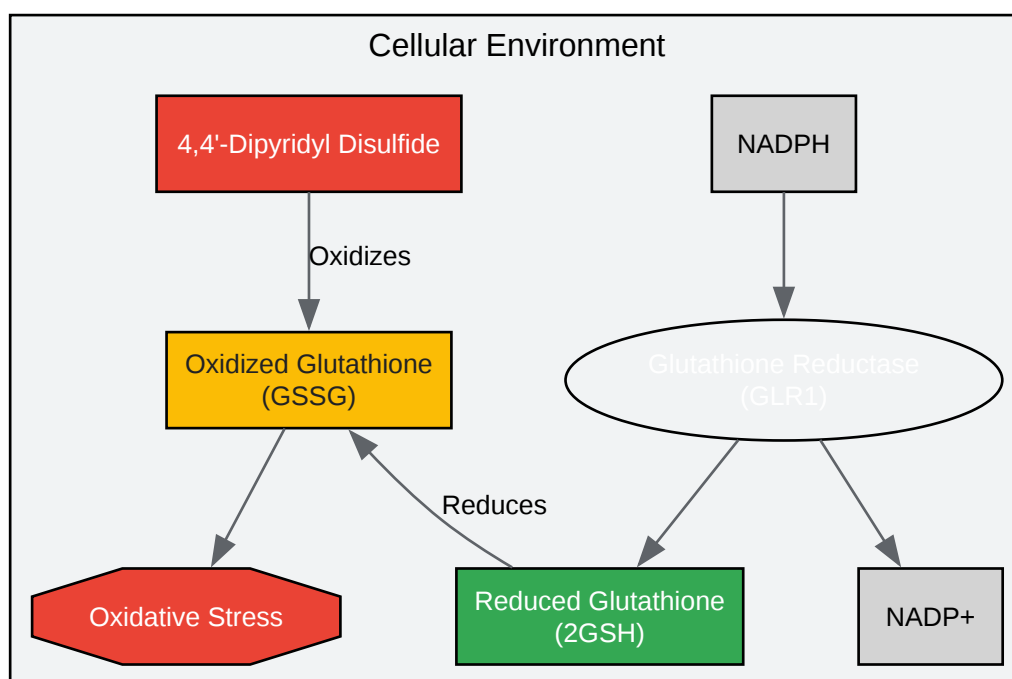 Cellular Environment
4,4'-Dipyridyl Disulfide
NADPH
Oxidizes
Oxidized Glutathione
(GSSG)
Glutathione Reductase
(GLR1)
Reduces
Oxidative Stress
Reduced Glutathione
(2GSH)
NADP+